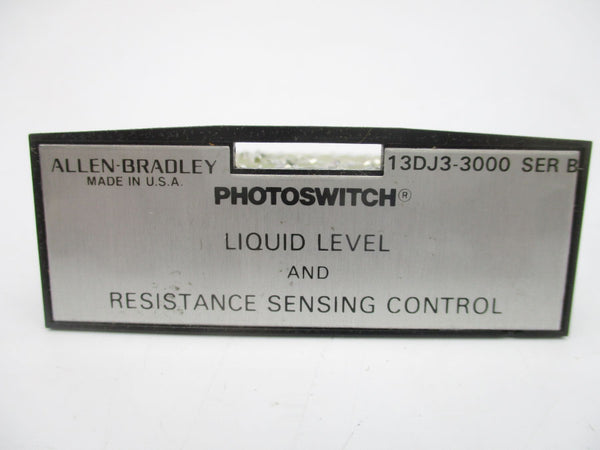 ALLEN-BRADLEY 13DJ3-3000 SER B
MADE IN U.S.A.
PHOTOSWITCH®
LIQUID LEVEL
AND
RESISTANCE SENSING CONTROL